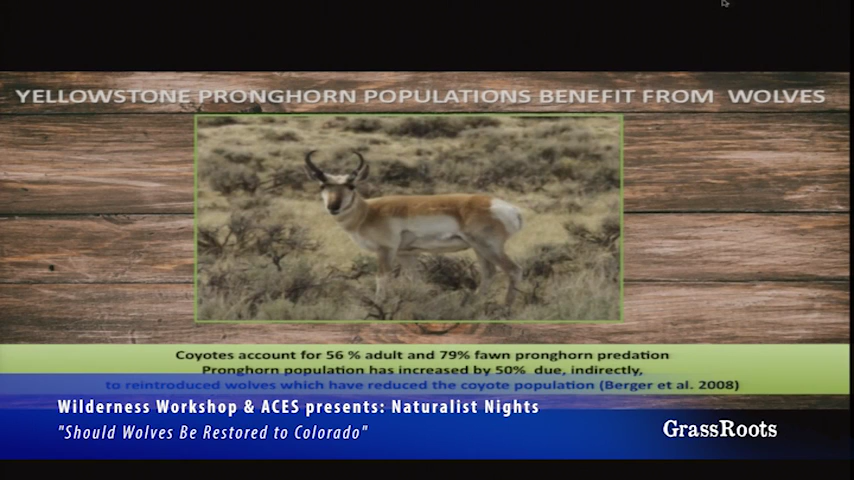 YELLOWSTONE PRONGHORN POPULATIONS BENEFIT FROM WOLVES
Coyotes account for 56 % adult and 79% fawn pronghorn predation
Pronghorn population has increased by 50% due, indirectly,
to reintroduced wolves which have reduced the coyote population (Berger et al. 2008)
Wilderness Workshop & ACES presents: Naturalist Nights
"Should Wolves Be Restored to Colorado"
GrassRoots